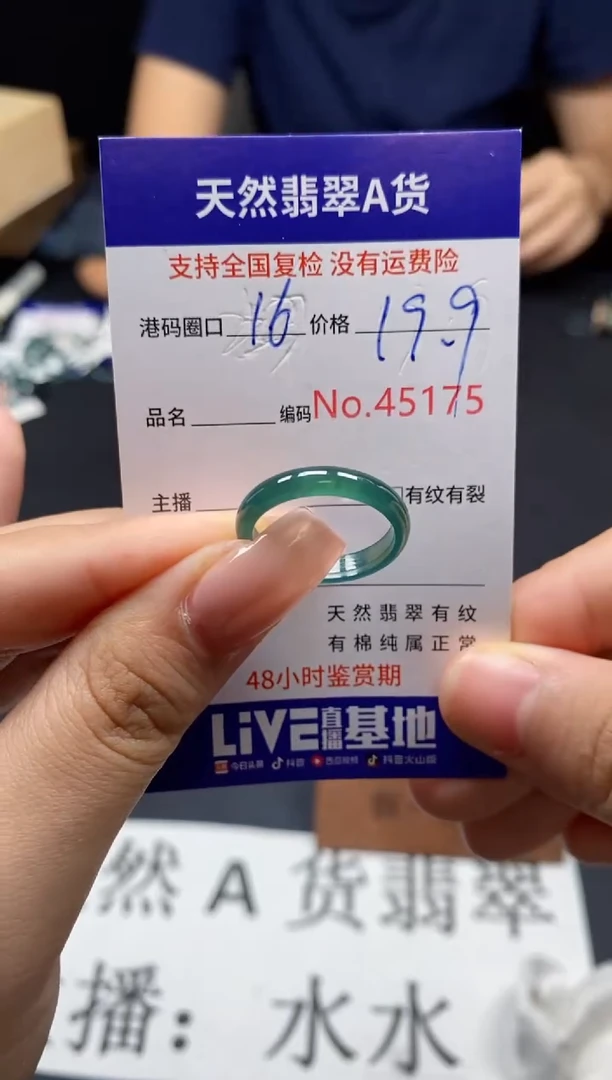 天然翡翠A货
支持全国复检 没有运费险
港码圈口 16 价格 19.9
品名 编码 No.45175
主播 有纹有裂
天然翡翠有纹
有棉纯属正常
48小时鉴赏期
LiVE直播基地
今日头条 抖音 西瓜视频 抖音火山版
然A货翡翠
播：水水